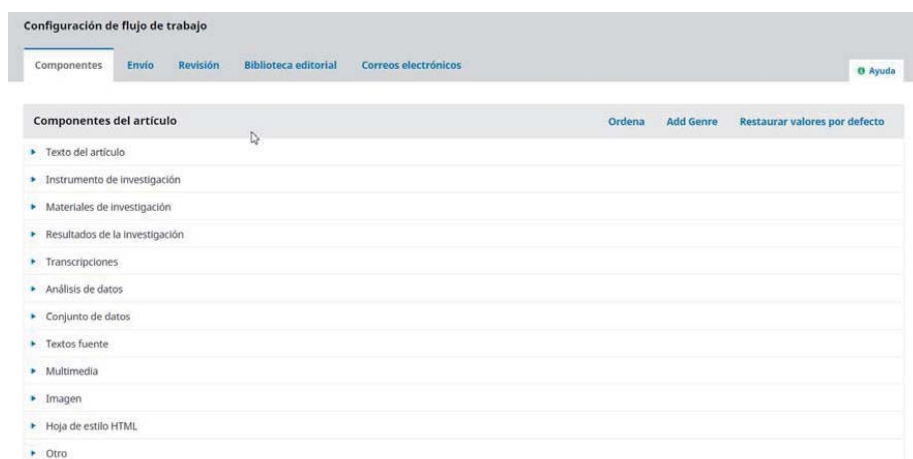 Configuración de flujo de trabajo
Componentes Envío Revisión Biblioteca editorial Correos electrónicos
Ayuda
Componentes del artículo Ordena Add Genre Restaurar valores por defecto
Texto del artículo
Instrumento de investigación
Materiales de investigación
Resultados de la investigación
Transcripciones
Análisis de datos
Conjunto de datos
Textos fuente
Multimedia
Imagen
Hoja de estilo HTML
Otro